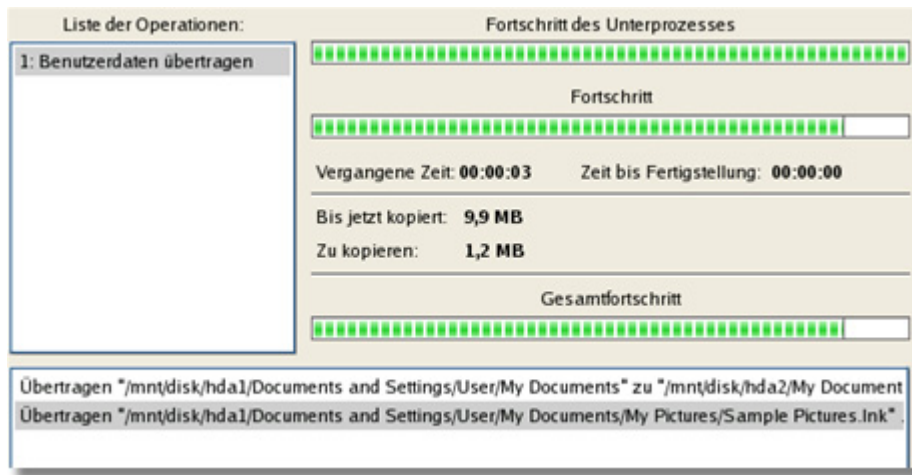 Liste der Operationen:
1: Benutzerdaten übertragen
Fortschritt des Unterprozesses
Fortschritt
Vergangene Zeit: 00:00:03 Zeit bis Fertigstellung: 00:00:00
Bis jetzt kopiert: 9,9 MB
Zu kopieren: 1,2 MB
Gesamtfortschritt
Übertragen "/mnt/disk/hda1/Documents and Settings/User/My Documents" zu "/mnt/disk/hda2/My Document
Übertragen "/mnt/disk/hda1/Documents and Settings/User/My Documents/My Pictures/Sample Pictures.lnk" .